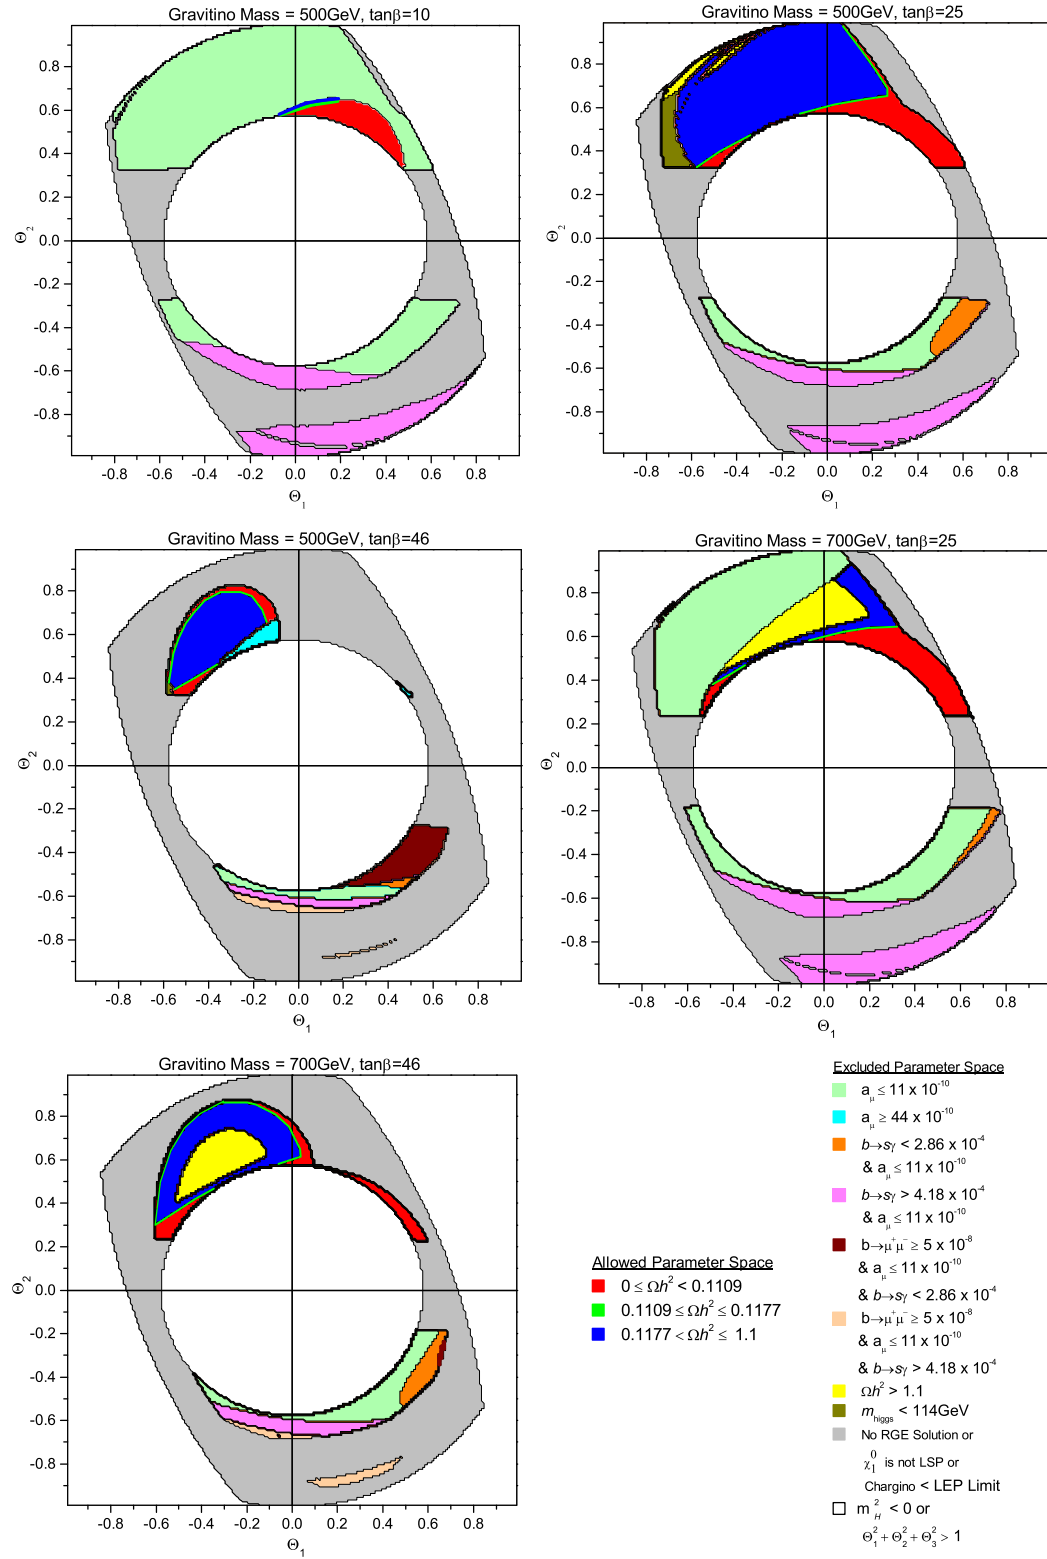 Gravitino Mass = 500GeV, tanβ=10
0.8
0.6
0.4
0.2
0.0
-0.2
-0.4
-0.6
-0.8
Θ2
-0.8 -0.6 -0.4 -0.2 0.0 0.2 0.4 0.6 0.8
Θ1
Gravitino Mass = 500GeV, tanβ=25
0.8
0.6
0.4
0.2
0.0
-0.2
-0.4
-0.6
-0.8
Θ2
-0.8 -0.6 -0.4 -0.2 0.0 0.2 0.4 0.6 0.8
Θ1
Gravitino Mass = 500GeV, tanβ=46
0.8
0.6
0.4
0.2
0.0
-0.2
-0.4
-0.6
-0.8
Θ2
-0.8 -0.6 -0.4 -0.2 0.0 0.2 0.4 0.6 0.8
Θ1
Gravitino Mass = 700GeV, tanβ=25
0.8
0.6
0.4
0.2
0.0
-0.2
-0.4
-0.6
-0.8
Θ2
-0.8 -0.6 -0.4 -0.2 0.0 0.2 0.4 0.6 0.8
Θ1
Gravitino Mass = 700GeV, tanβ=46
0.8
0.6
0.4
0.2
0.0
-0.2
-0.4
-0.6
-0.8
Θ2
-0.8 -0.6 -0.4 -0.2 0.0 0.2 0.4 0.6 0.8
Θ1
Allowed Parameter Space
0 ≤ Ωh² < 0.1109
0.1109 ≤ Ωh² ≤ 0.1177
0.1177 < Ωh² ≤ 1.1
Excluded Parameter Space
aμ ≤ 11 x 10⁻¹⁰
aμ ≥ 44 x 10⁻¹⁰
b→sγ < 2.86 x 10⁻⁴
& aμ ≤ 11 x 10⁻¹⁰
b→sγ > 4.18 x 10⁻⁴
& aμ ≤ 11 x 10⁻¹⁰
b→μ⁺μ⁻ ≥ 5 x 10⁻⁸
& aμ ≤ 11 x 10⁻¹⁰
& b→sγ < 2.86 x 10⁻⁴
b→μ⁺μ⁻ ≥ 5 x 10⁻⁸
& aμ ≤ 11 x 10⁻¹⁰
& b→sγ > 4.18 x 10⁻⁴
Ωh² > 1.1
mhiggs < 114GeV
No RGE Solution or
χ₁⁰ is not LSP or
Chargino < LEP Limit
m²H < 0 or
Θ₁² + Θ₂² + Θ₃² > 1